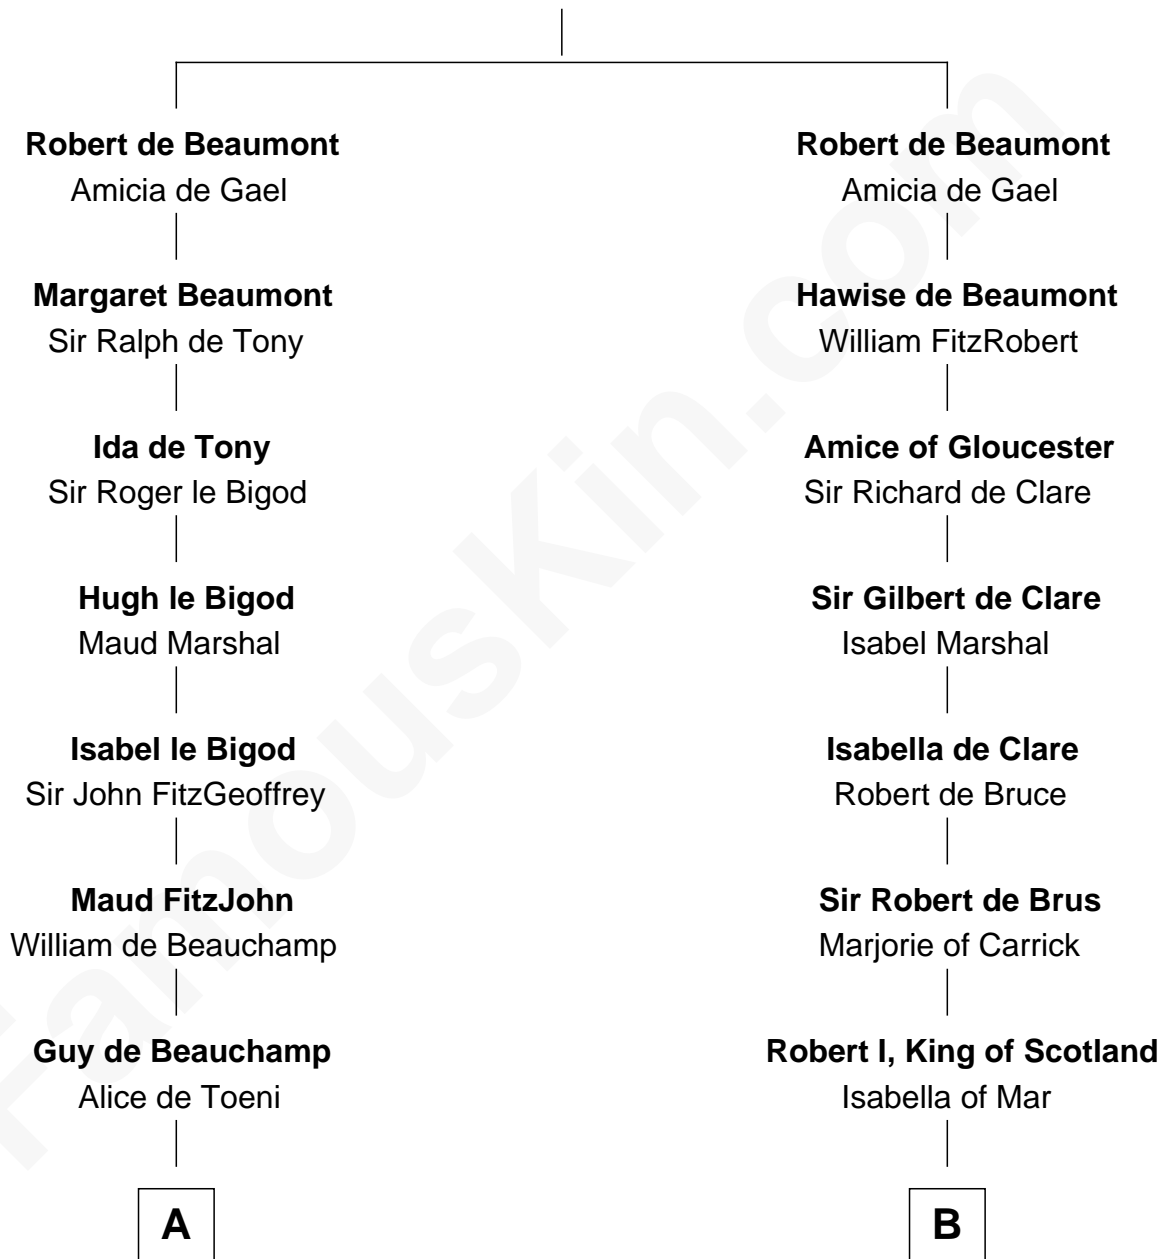 Robert de Beaumont
Amicia de Gael
Margaret Beaumont
Sir Ralph de Tony
Ida de Tony
Sir Roger le Bigod
Hugh le Bigod
Maud Marshal
Isabel le Bigod
Sir John FitzGeoffrey
Maud FitzJohn
William de Beauchamp
Guy de Beauchamp
Alice de Toeni
A
Robert de Beaumont
Amicia de Gael
Hawise de Beaumont
William FitzRobert
Amice of Gloucester
Sir Richard de Clare
Sir Gilbert de Clare
Isabel Marshal
Isabella de Clare
Robert de Bruce
Sir Robert de Brus
Marjorie of Carrick
Robert I, King of Scotland
Isabella of Mar
B
FamousKin.com